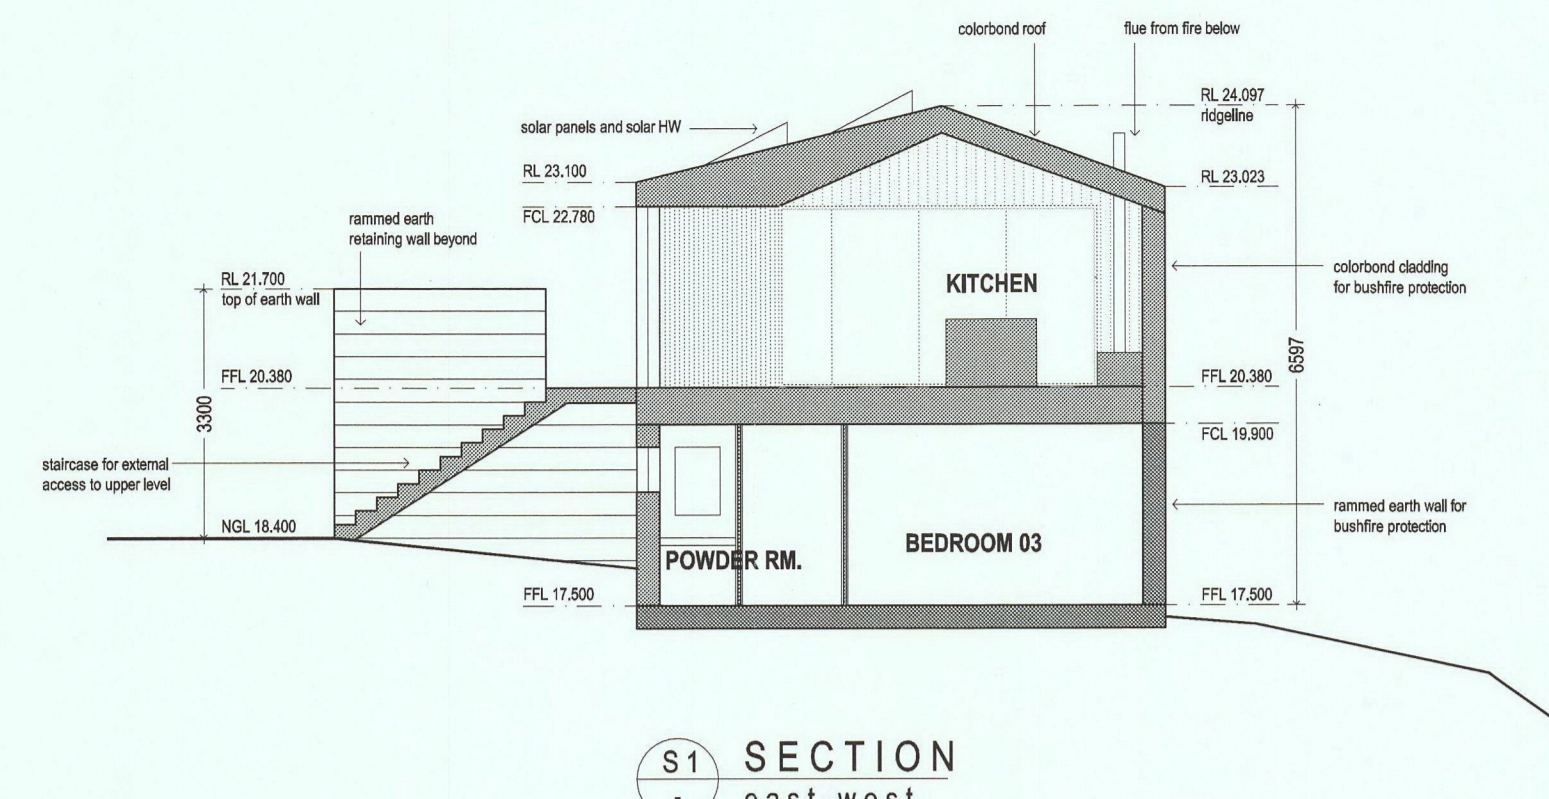 colorbond roof
flue from fire below
RL 24.097
ridgeline
solar panels and solar HW
RL 23.100
RL 23.023
FCL 22.780
rammed earth
retaining wall beyond
RL 21.700
top of earth wall
KITCHEN
colorbond cladding
for bushfire protection
FFL 20.380
FFL 20.380
6597
3300
FCL 19.900
staircase for external
access to upper level
rammed earth wall for
bushfire protection
NGL 18.400
POWDER RM.
BEDROOM 03
FFL 17.500
FFL 17.500
S1
SECTION
east west